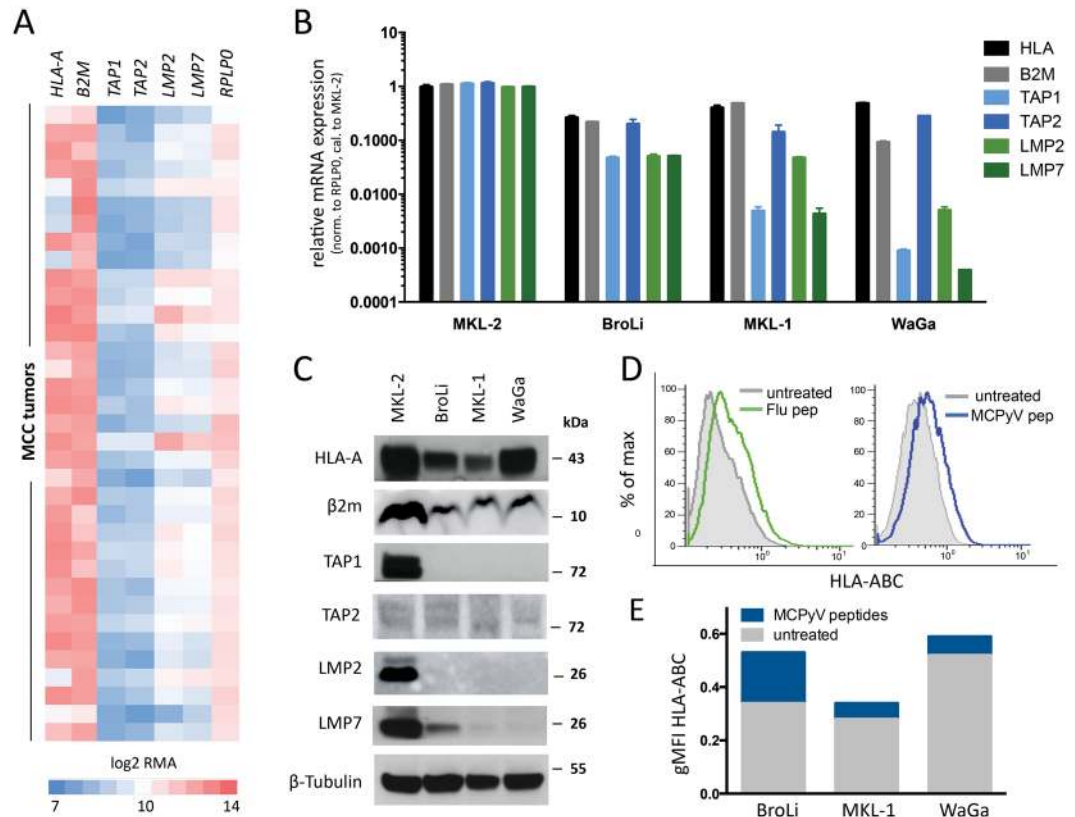 A
HLA-A B2M TAP1 TAP2 LMP2 LMP7 RPLP0
MCC tumors
log2 RMA
7 10 14
B
relative mRNA expression
(norm. to RPLP0, cal. to MKL-2)
10
1
0.1000
0.0100
0.0010
0.0001
MKL-2 BroLi MKL-1 WaGa
HLA
B2M
TAP1
TAP2
LMP2
LMP7
C
MKL-2 BroLi MKL-1 WaGa
kDa
HLA-A 43
β2m 10
TAP1 72
TAP2 72
LMP2 26
LMP7 26
β-Tubulin 55
D
% of max
untreated
Flu pep
100
80
60
40
20
0
0
10⁰ 10¹
untreated
MCPyV pep
100
80
60
40
20
0
10⁰ 10¹
HLA-ABC
E
MCPyV peptides
untreated
gMFI HLA-ABC
0.6
0.4
0.2
0.0
BroLi MKL-1 WaGa